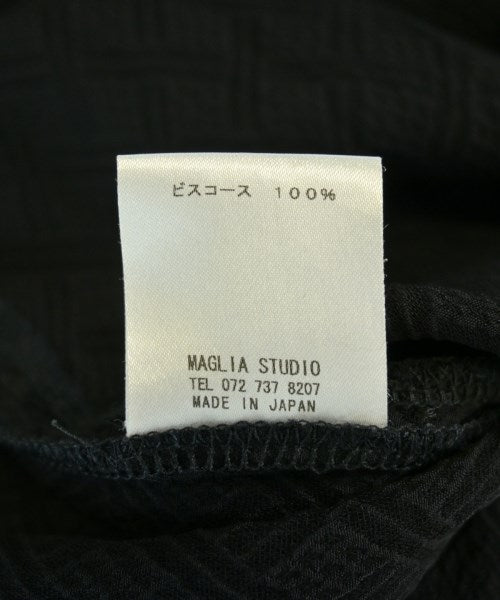 ビスコース 100%
MAGLIA STUDIO
TEL 072 737 8207
MADE IN JAPAN